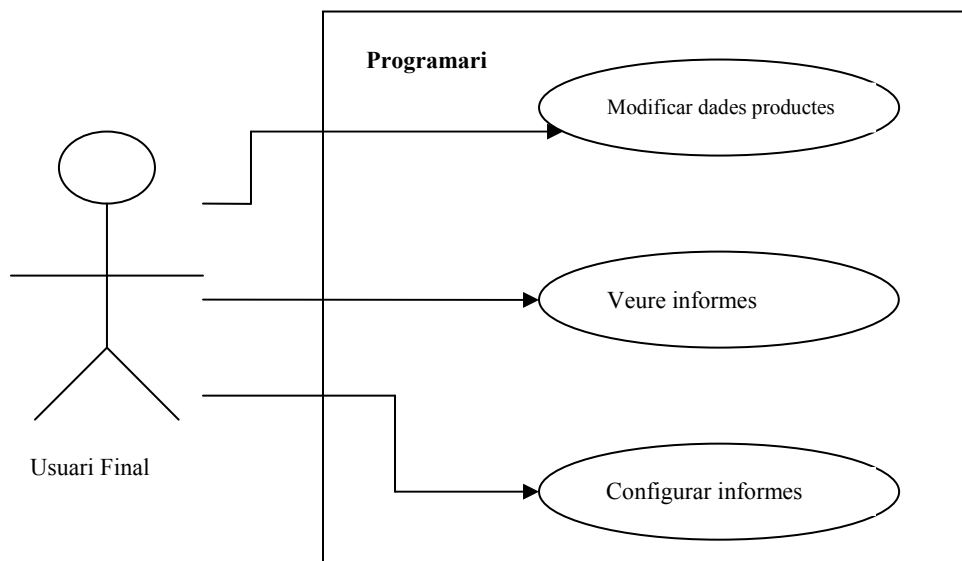 Programari
Modificar dades productes
Veure informes
Usuari Final
Configurar informes